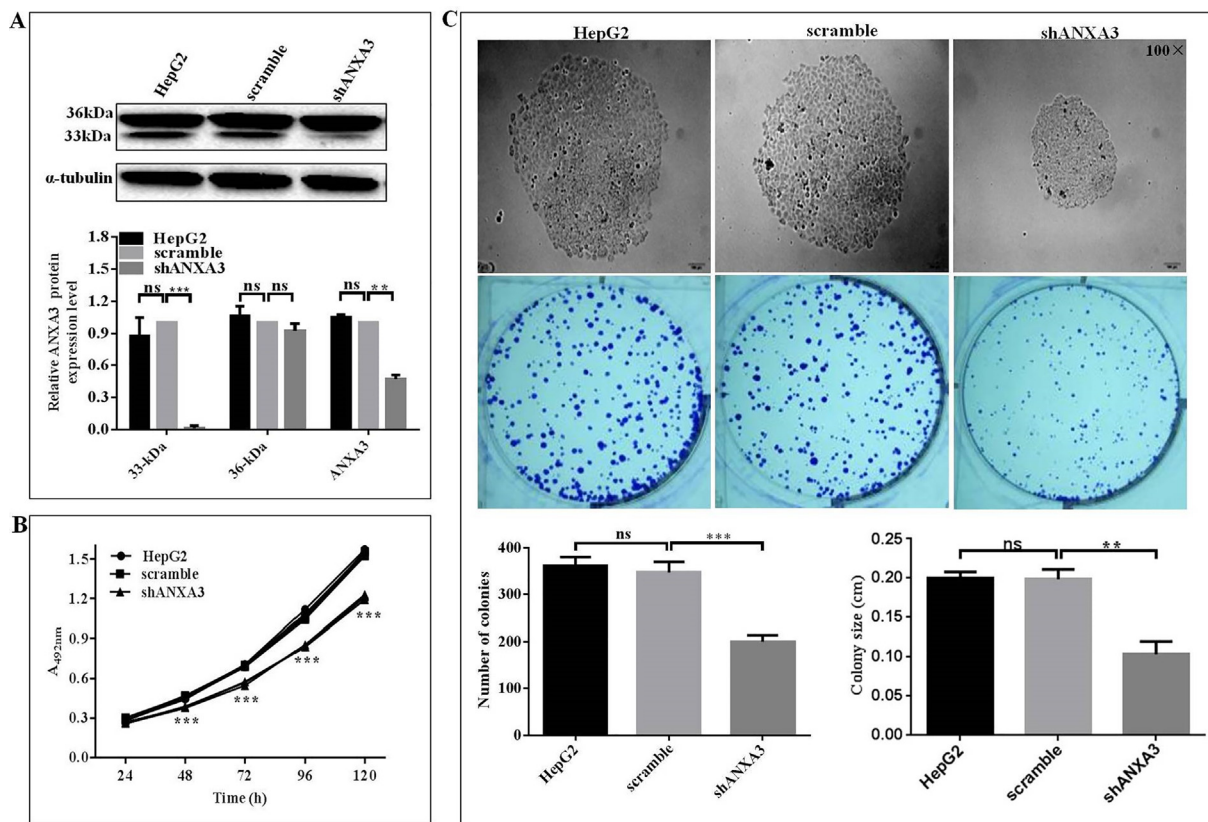 A
HepG2
scramble
shANXA3
36kDa
33kDa
α-tubulin
Relative ANXA3 protein
expression level
1.8
1.5
1.2
0.9
0.6
0.3
0.0
HepG2
scramble
shANXA3
ns
***
ns
ns
ns
**
33-kDa
36-kDa
ANXA3
B
HepG2
scramble
shANXA3
A492nm
1.5
1.2
0.9
0.6
0.3
0.0
***
***
***
***
24
48
72
96
120
Time (h)
C
HepG2
scramble
shANXA3
100×
Number of colonies
400
300
200
100
0
ns
***
HepG2
scramble
shANXA3
Colony size (cm)
0.25
0.20
0.15
0.10
0.05
0.00
ns
**
HepG2
scramble
shANXA3